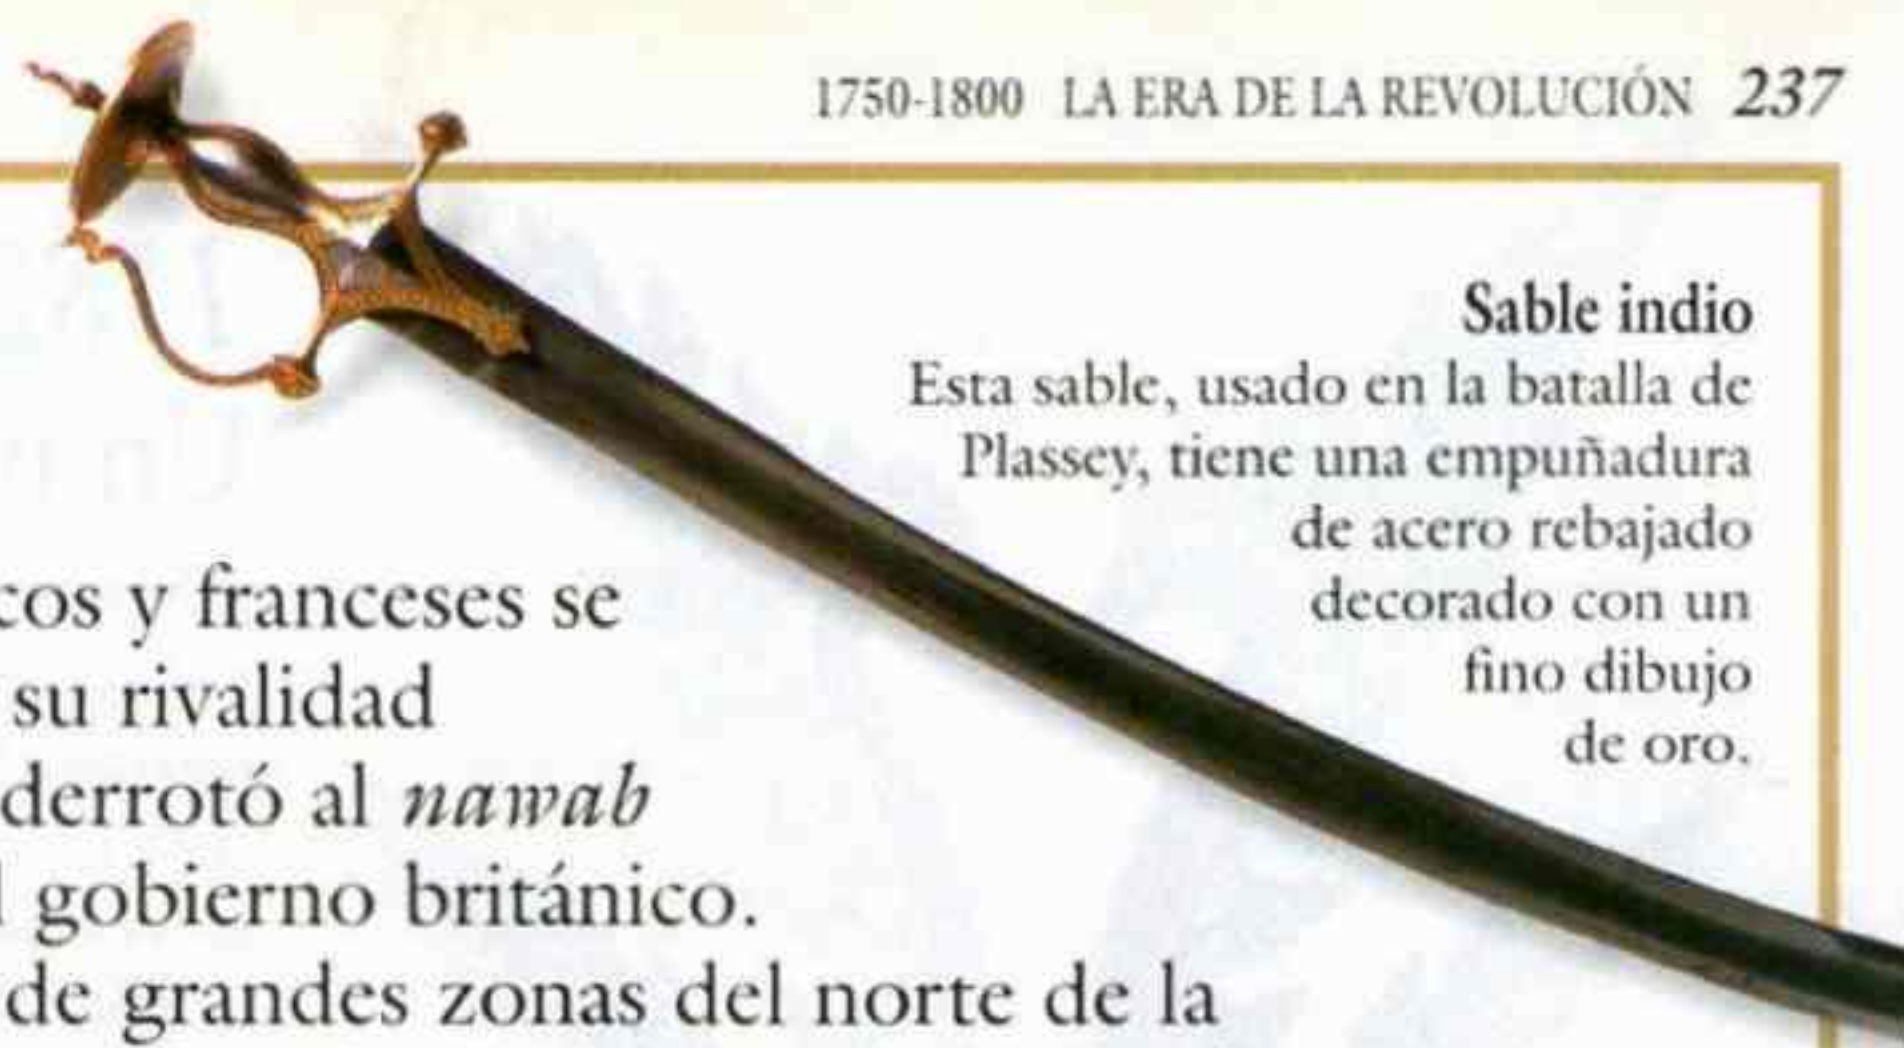 1750-1800 LA ERA DE LA REVOLUCIÓN 237
Sable indio
Esta sable, usado en la batalla de
Plassey, tiene una empuñadura
de acero rebajado
decorado con un
fino dibujo
de oro.
y franceses se
su rivalidad
derrotó al nawab
gobierno británico.
de grandes zonas del norte de la